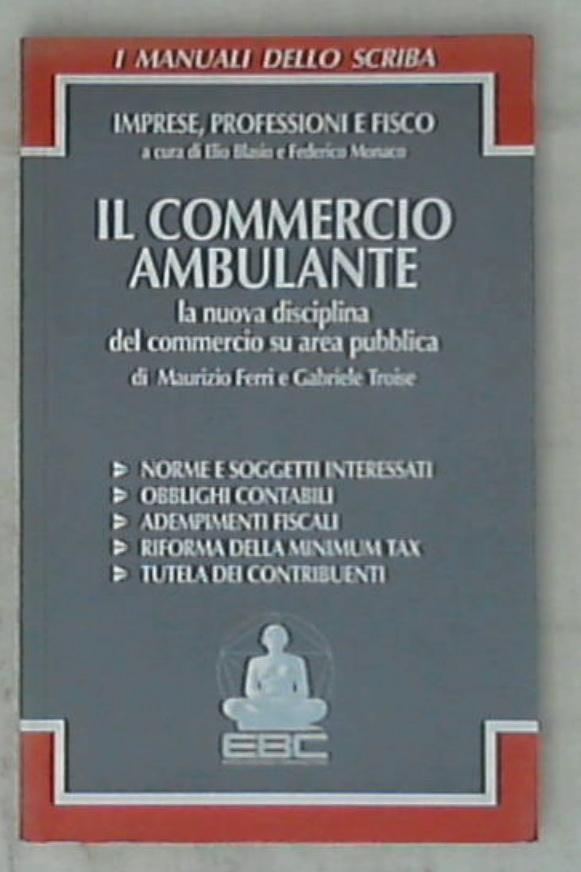 I MANUALI DELLO SCRIBA
IMPRESE, PROFESSIONI E FISCO
a cura di Elio Blasio e Federico Monaco
IL COMMERCIO
AMBULANTE
la nuova disciplina
del commercio su area pubblica
di Maurizio Ferri e Gabriele Troise
NORME E SOGGETTI INTERESSATI
OBBLIGHI CONTABILI
ADEMPIMENTI FISCALI
RIFORMA DELLA MINIMUM TAX
TUTELA DEI CONTRIBUENTI
EBC